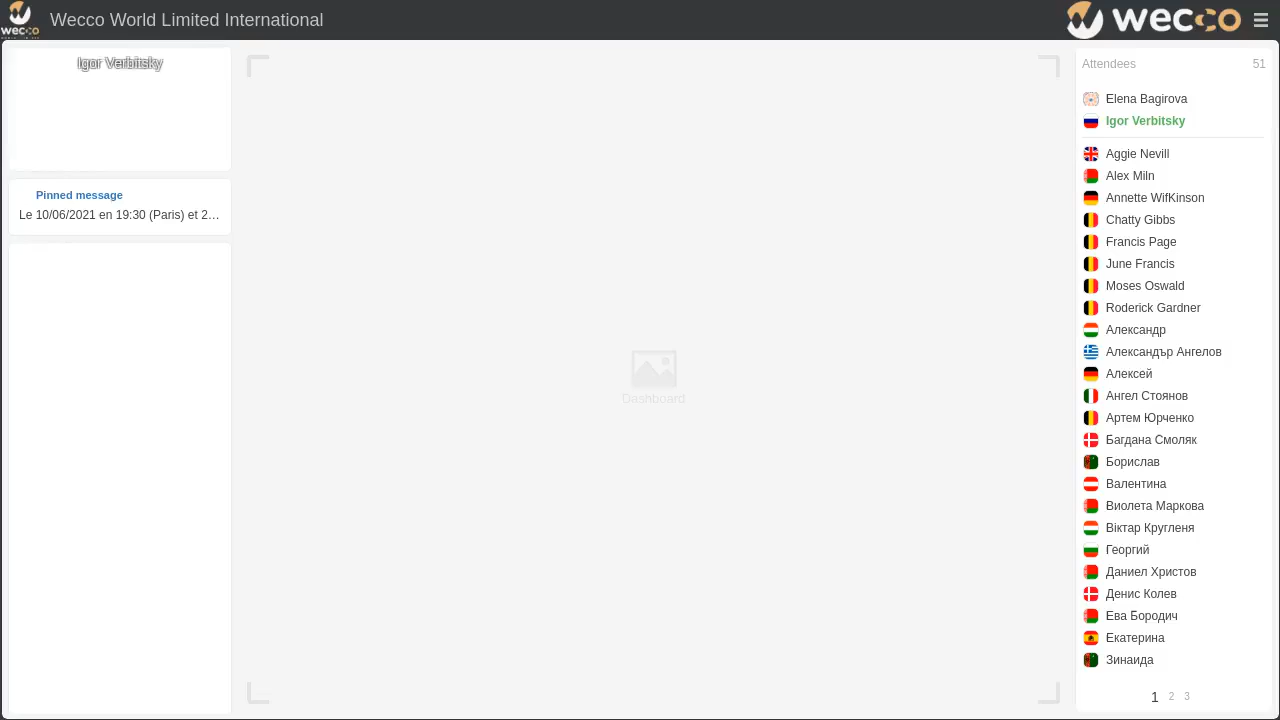 wecco
Wecco World Limited International
wecco
Igor Verbitsky
Pinned message
Le 10/06/2021 en 19:30 (Paris) et 2…
Dashboard
Attendees 51
Elena Bagirova
Igor Verbitsky
Aggie Nevill
Alex Miln
Annette WifKinson
Chatty Gibbs
Francis Page
June Francis
Moses Oswald
Roderick Gardner
Александр
Александър Ангелов
Алексей
Ангел Стоянов
Артем Юрченко
Багдана Смоляк
Борислав
Валентина
Виолета Маркова
Віктар Кругленя
Георгий
Даниел Христов
Денис Колев
Ева Бородич
Екатерина
Зинаида
1 2 3